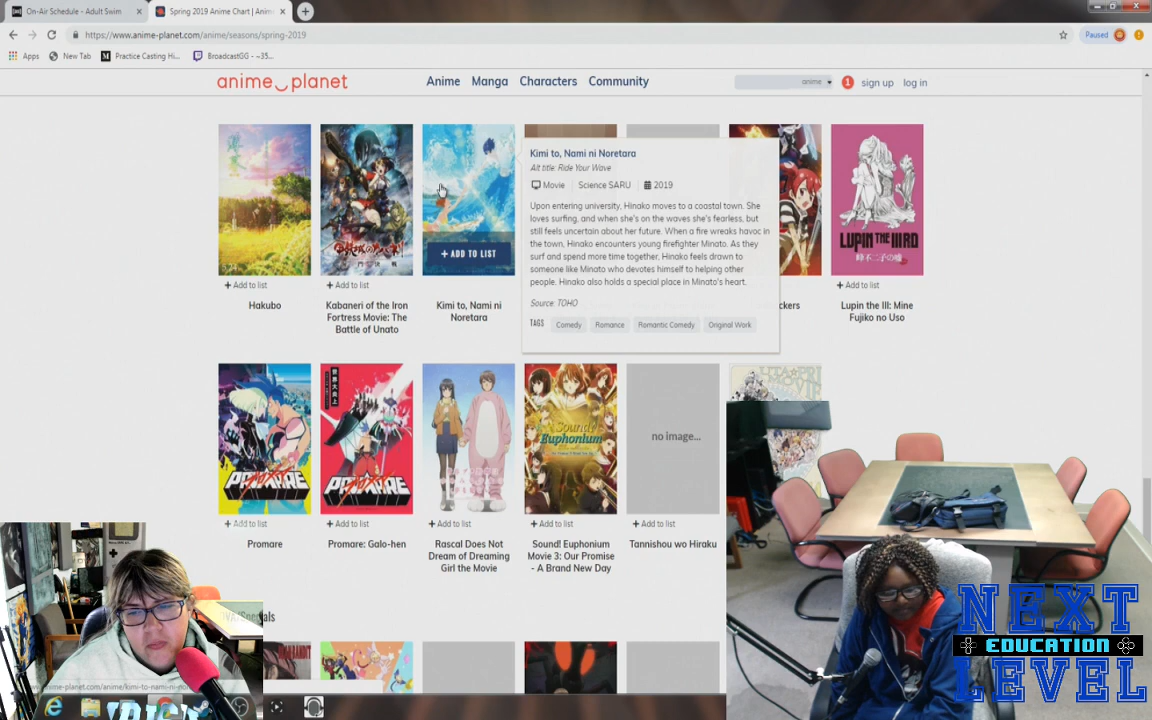 On-Air Schedule - Adult Swim
Spring 2019 Anime Chart | Anim
https://www.anime-planet.com/anime/seasons/spring-2019
Paused
Apps
New Tab
Practice Casting Hi...
BroadcastGG - ~35...
anime planet
Anime
Manga
Characters
Community
anime
1
sign up
log in
Kimi to, Nami ni Noretara
Alt title: Ride Your Wave
Movie
Science SARU
2019
Upon entering university, Hinako moves to a coastal town. She
loves surfing, and when she's on the waves she's fearless, but
still feels uncertain about her future. When a fire wreaks havoc in
the town, Hinako encounters young firefighter Minato. As they
surf and spend more time together, Hinako feels drawn to
someone like Minato who devotes himself to helping other
people. Hinako also holds a special place in Minato's heart.
Source: TOHO
TAGS
Comedy
Romance
Romantic Comedy
Original Work
+ ADD TO LIST
LUPIN THE IIIRD
峰不二子の嘘
+ Add to list
+ Add to list
+ Add to list
Hakubo
Kabaneri of the Iron
Fortress Movie: The
Battle of Unato
Kimi to, Nami ni
Noretara
ckers
Lupin the III: Mine
Fujiko no Uso
PROMARE
PROMARE
Sound!
Euphonium
no image...
+ Add to list
+ Add to list
+ Add to list
+ Add to list
+ Add to list
Promare
Promare: Galo-hen
Rascal Does Not
Dream of Dreaming
Girl the Movie
Sound! Euphonium
Movie 3: Our Promise
- A Brand New Day
Tannishou wo Hiraku
VA/Specials
NEXT
EDUCATION
LEVEL